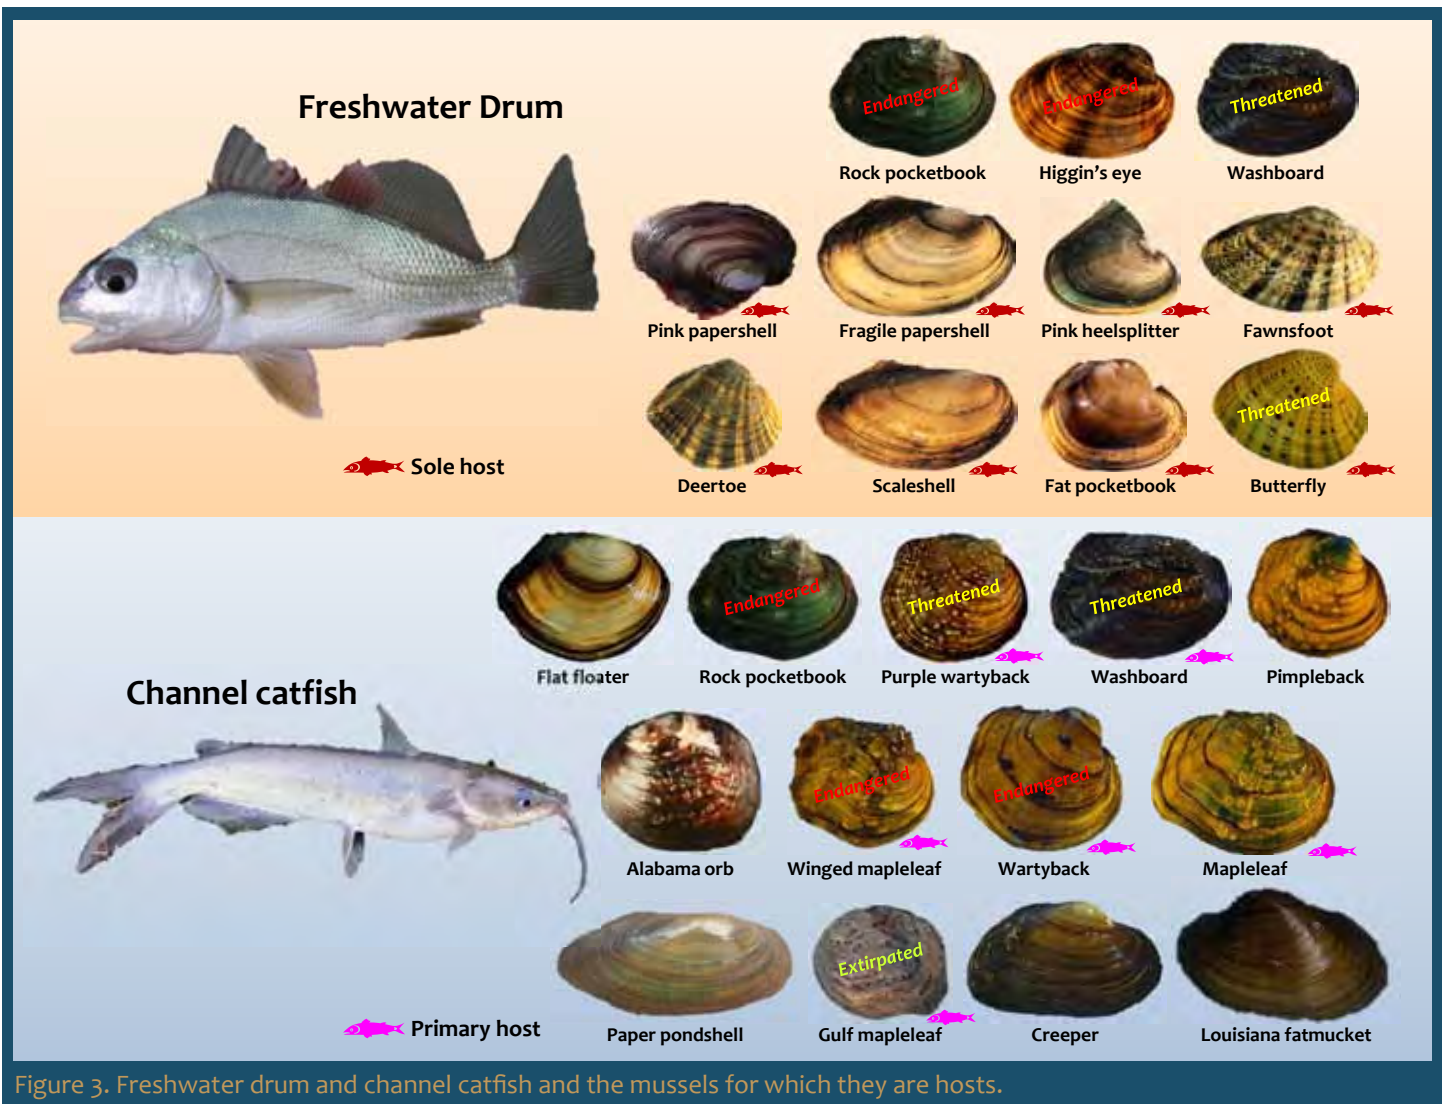 Freshwater Drum
Endangered
Endangered
Threatened
Rock pocketbook
Higgin's eye
Washboard
Pink papershell
Fragile papershell
Pink heelsplitter
Fawnsfoot
Threatened
Sole host
Deertoe
Scaleshell
Fat pocketbook
Butterfly
Endangered
Threatened
Threatened
Flat floater
Rock pocketbook
Purple wartyback
Washboard
Pimpleback
Channel catfish
Endangered
Endangered
Alabama orb
Winged mapleleaf
Wartyback
Mapleleaf
Extirpated
Primary host
Paper pondshell
Gulf mapleleaf
Creeper
Louisiana fatmucket
Figure 3. Freshwater drum and channel catfish and the mussels for which they are hosts.